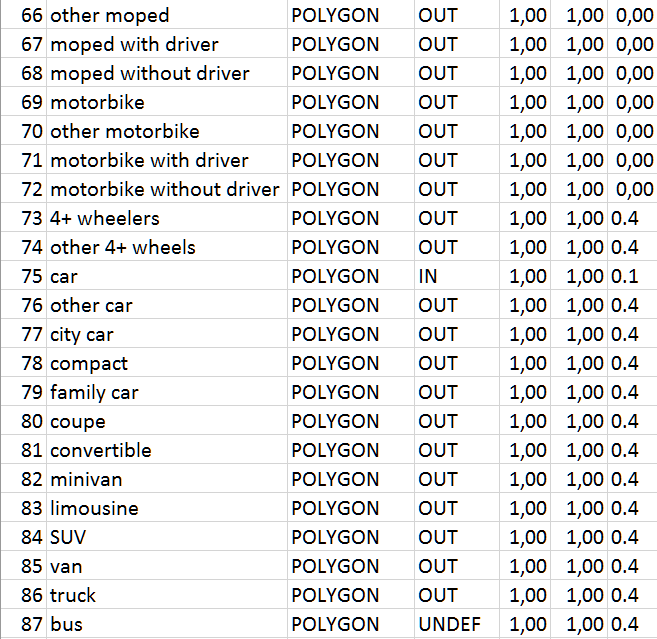 66 other moped POLYGON OUT 1,00 1,00 0,00
67 moped with driver POLYGON OUT 1,00 1,00 0,00
68 moped without driver POLYGON OUT 1,00 1,00 0,00
69 motorbike POLYGON OUT 1,00 1,00 0,00
70 other motorbike POLYGON OUT 1,00 1,00 0,00
71 motorbike with driver POLYGON OUT 1,00 1,00 0,00
72 motorbike without driver POLYGON OUT 1,00 1,00 0,00
73 4+ wheelers POLYGON OUT 1,00 1,00 0.4
74 other 4+ wheels POLYGON OUT 1,00 1,00 0.4
75 car POLYGON IN 1,00 1,00 0.1
76 other car POLYGON OUT 1,00 1,00 0.4
77 city car POLYGON OUT 1,00 1,00 0.4
78 compact POLYGON OUT 1,00 1,00 0.4
79 family car POLYGON OUT 1,00 1,00 0.4
80 coupe POLYGON OUT 1,00 1,00 0.4
81 convertible POLYGON OUT 1,00 1,00 0.4
82 minivan POLYGON OUT 1,00 1,00 0.4
83 limousine POLYGON OUT 1,00 1,00 0.4
84 SUV POLYGON OUT 1,00 1,00 0.4
85 van POLYGON OUT 1,00 1,00 0.4
86 truck POLYGON OUT 1,00 1,00 0.4
87 bus POLYGON UNDEF 1,00 1,00 0.4